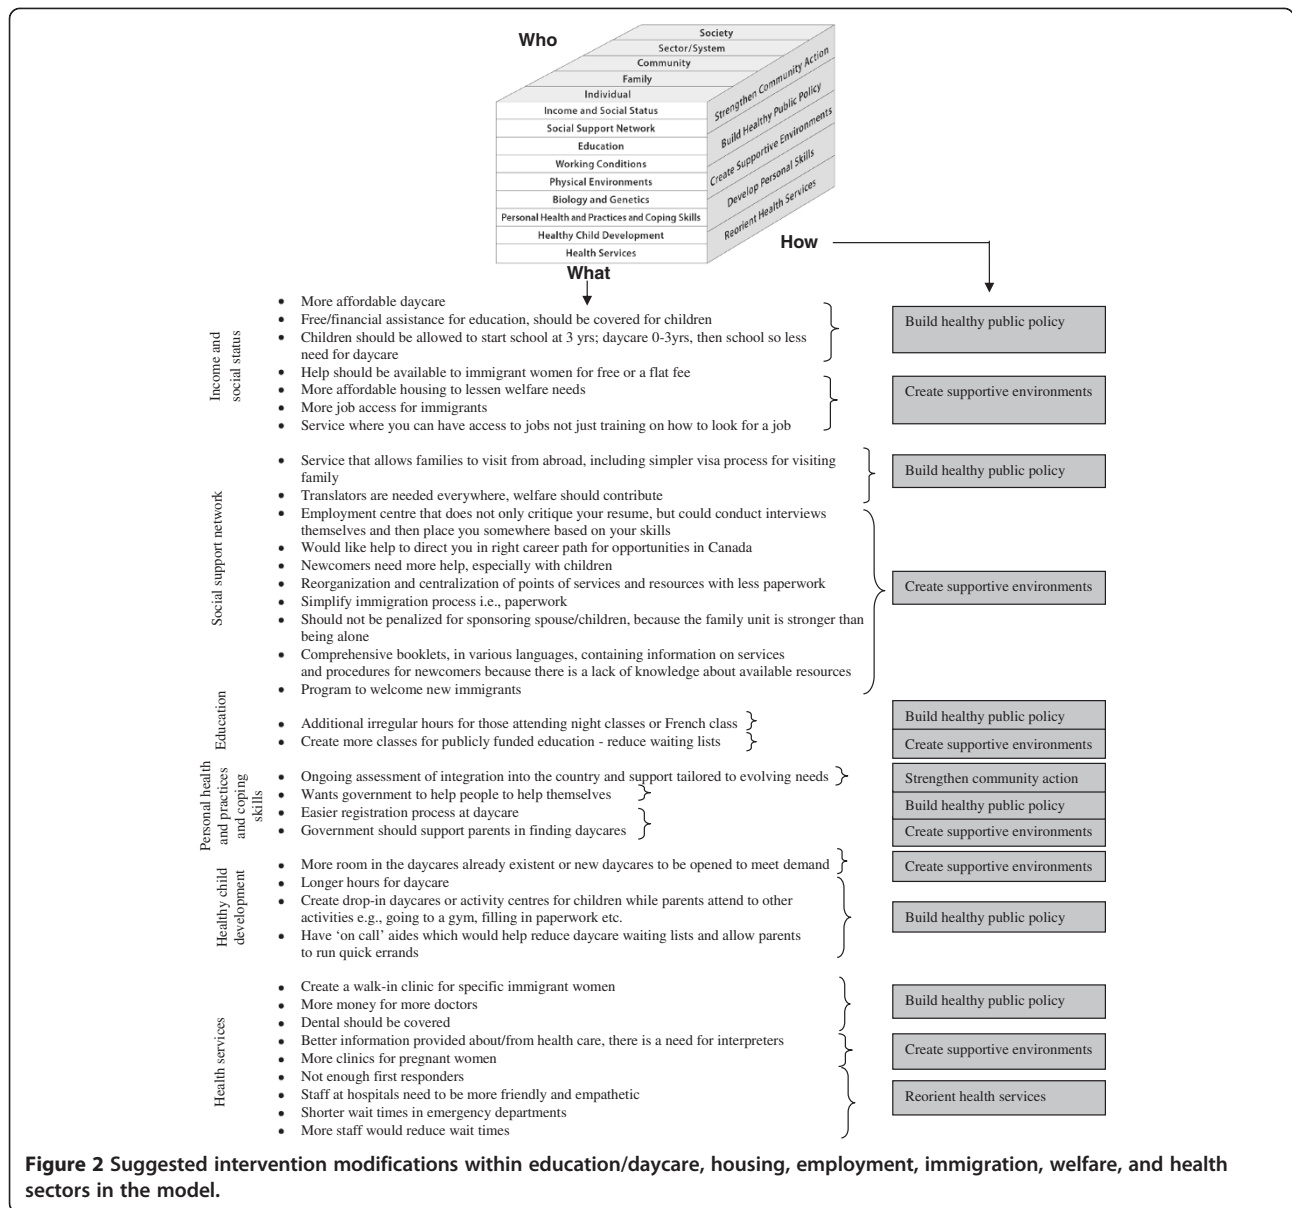 Who
Society
Sector/System
Community
Family
Individual
Income and Social Status
Social Support Network
Education
Working Conditions
Physical Environments
Biology and Genetics
Personal Health and Practices and Coping Skills
Healthy Child Development
Health Services
Strengthen Community Action
Build Healthy Public Policy
Create Supportive Environments
Develop Personal Skills
Reorient Health Services
How
What
Income and
social status
• More affordable daycare
• Free/financial assistance for education, should be covered for children
• Children should be allowed to start school at 3 yrs; daycare 0-3yrs, then school so less
need for daycare
Build healthy public policy
• Help should be available to immigrant women for free or a flat fee
• More affordable housing to lessen welfare needs
• More job access for immigrants
• Service where you can have access to jobs not just training on how to look for a job
Create supportive environments
Social support network
• Service that allows families to visit from abroad, including simpler visa process for visiting
family
• Translators are needed everywhere, welfare should contribute
Build healthy public policy
• Employment centre that does not only critique your resume, but could conduct interviews
themselves and then place you somewhere based on your skills
• Would like help to direct you in right career path for opportunities in Canada
• Newcomers need more help, especially with children
• Reorganization and centralization of points of services and resources with less paperwork
• Simplify immigration process i.e., paperwork
• Should not be penalized for sponsoring spouse/children, because the family unit is stronger than
being alone
• Comprehensive booklets, in various languages, containing information on services
and procedures for newcomers because there is a lack of knowledge about available resources
• Program to welcome new immigrants
Create supportive environments
Education
• Additional irregular hours for those attending night classes or French class
Build healthy public policy
• Create more classes for publicly funded education - reduce waiting lists
Create supportive environments
Personal health
and practices
and coping
skills
• Ongoing assessment of integration into the country and support tailored to evolving needs
Strengthen community action
• Wants government to help people to help themselves
Build healthy public policy
• Easier registration process at daycare
• Government should support parents in finding daycares
Create supportive environments
Healthy child
development
• More room in the daycares already existent or new daycares to be opened to meet demand
Create supportive environments
• Longer hours for daycare
• Create drop-in daycares or activity centres for children while parents attend to other
activities e.g., going to a gym, filling in paperwork etc.
• Have ‘on call’ aides which would help reduce daycare waiting lists and allow parents
to run quick errands
Build healthy public policy
Health services
• Create a walk-in clinic for specific immigrant women
• More money for more doctors
• Dental should be covered
Build healthy public policy
• Better information provided about/from health care, there is a need for interpreters
• More clinics for pregnant women
Create supportive environments
• Not enough first responders
• Staff at hospitals need to be more friendly and empathetic
• Shorter wait times in emergency departments
• More staff would reduce wait times
Reorient health services
Figure 2 Suggested intervention modifications within education/daycare, housing, employment, immigration, welfare, and health
sectors in the model.